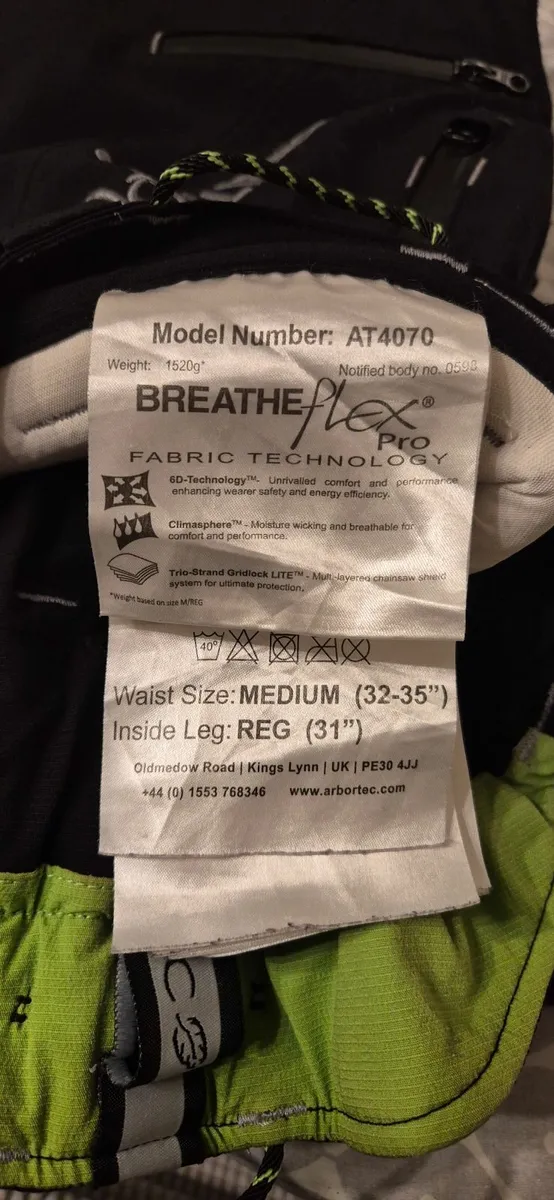 Model Number: AT4070
Weight: 1520g*
Notified body no. 0598
BREATHEflex®
Pro
FABRIC TECHNOLOGY
6D-Technology™- Unrivalled comfort and performance
enhancing wearer safety and energy efficiency.
Climasphere™ - Moisture wicking and breathable for
comfort and performance.
Trio-Strand Gridlock LITE™ - Multi-layered chainsaw shield
system for ultimate protection.
*Weight based on size M/REG
40°
Waist Size: MEDIUM (32-35”)
Inside Leg: REG (31”)
Oldmedow Road | Kings Lynn | UK | PE30 4JJ
+44 (0) 1553 768346 www.arbortec.com
C